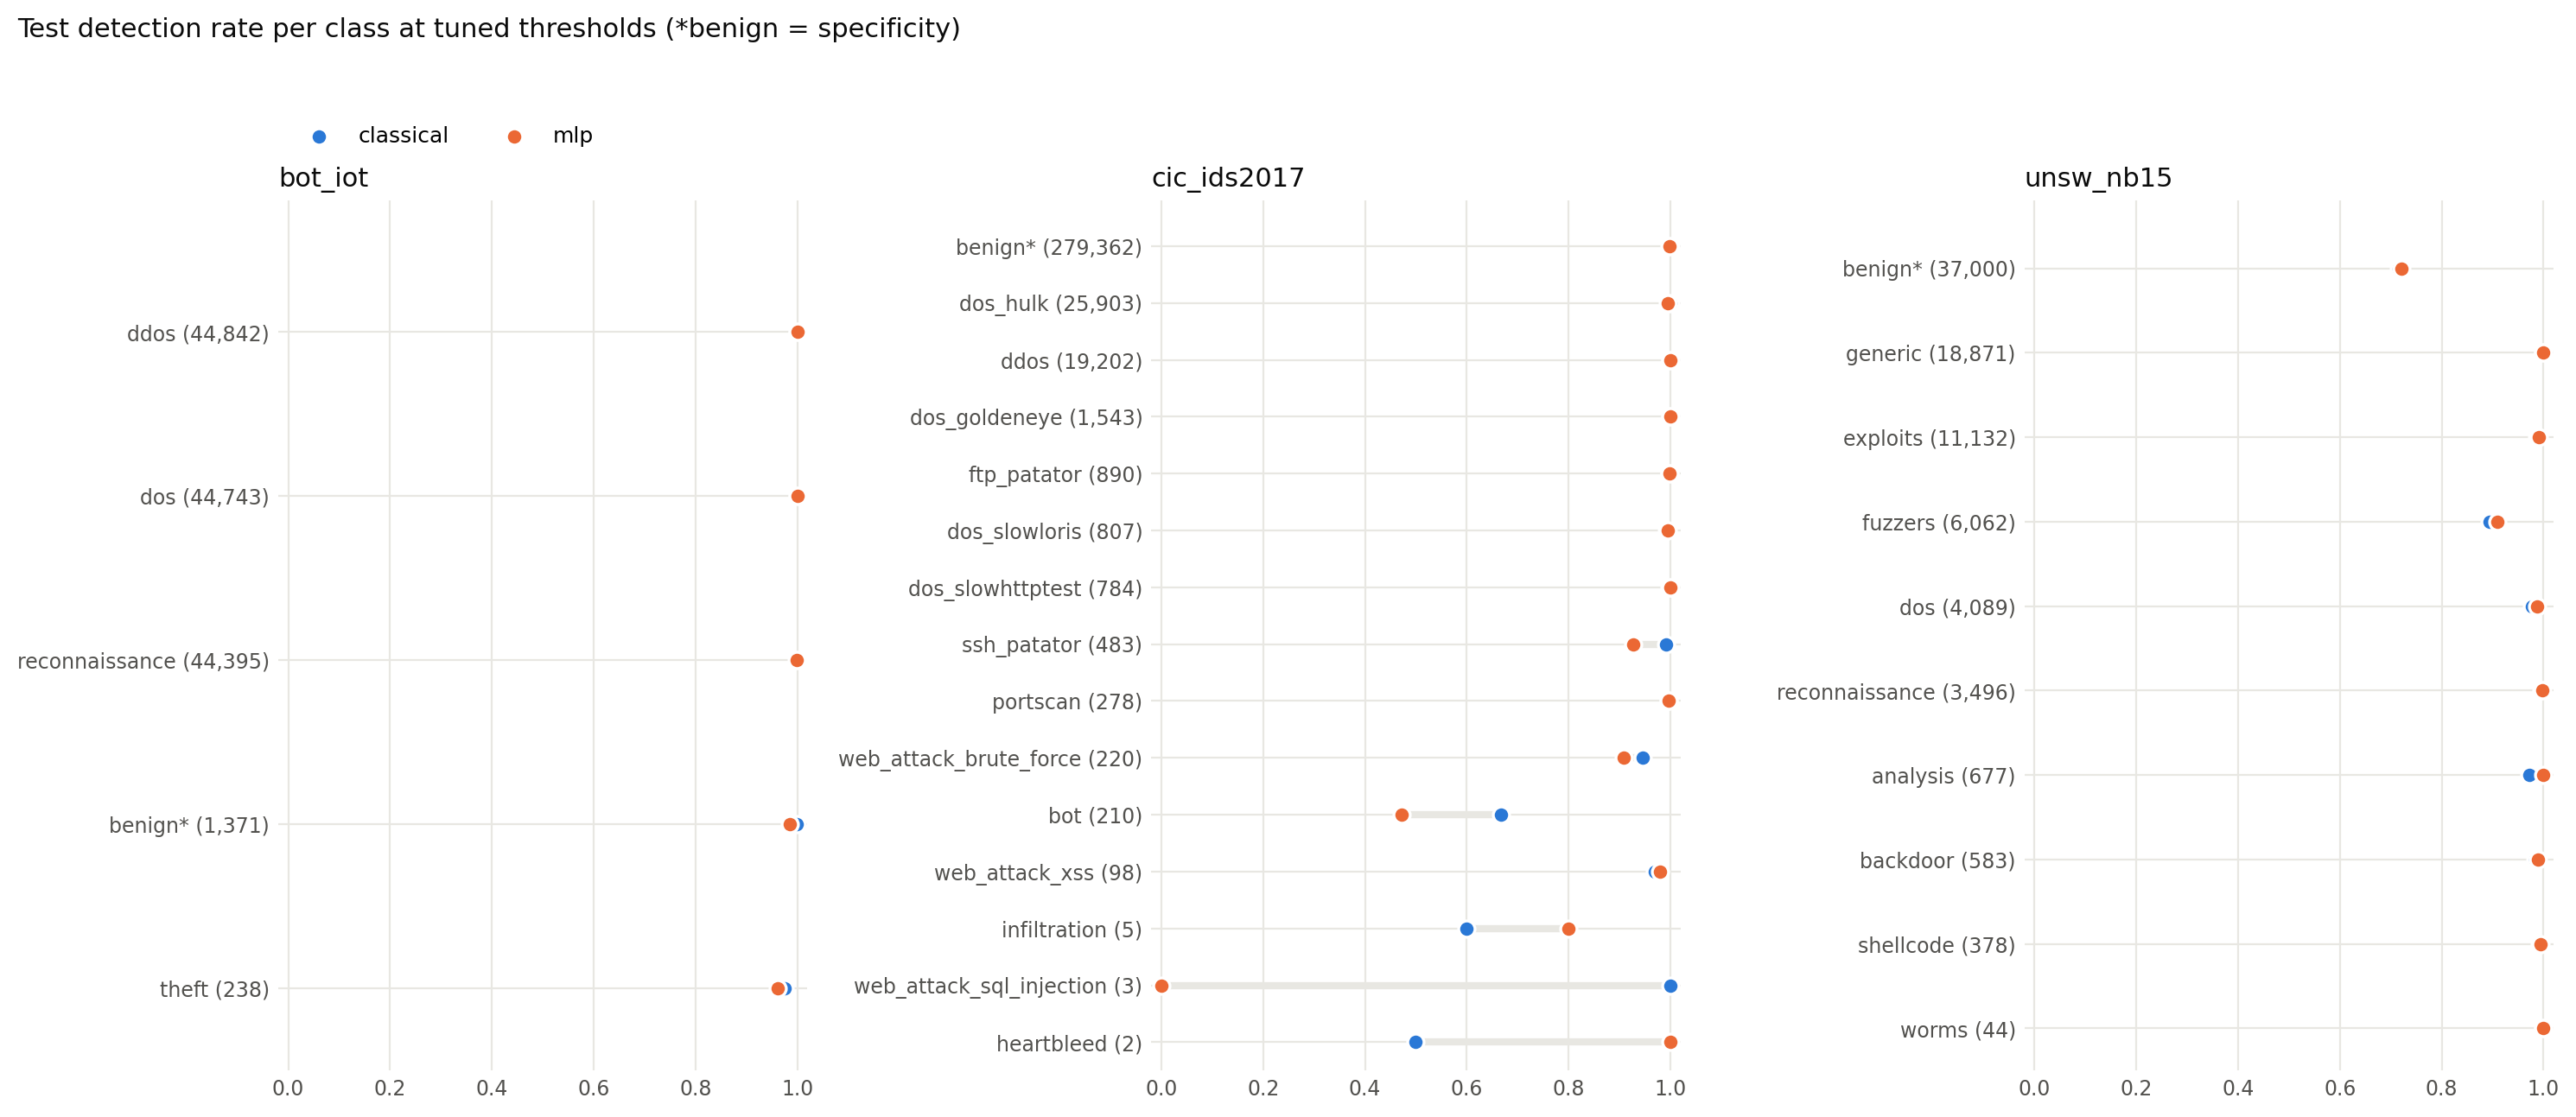 Test detection rate per class at tuned thresholds (*benign = specificity)
classical mlp
bot_iot
ddos (44,842)
dos (44,743)
reconnaissance (44,395)
benign* (1,371)
theft (238)
0.0 0.2 0.4 0.6 0.8 1.0
cic_ids2017
benign* (279,362)
dos_hulk (25,903)
ddos (19,202)
dos_goldeneye (1,543)
ftp_patator (890)
dos_slowloris (807)
dos_slowhttptest (784)
ssh_patator (483)
portscan (278)
web_attack_brute_force (220)
bot (210)
web_attack_xss (98)
infiltration (5)
web_attack_sql_injection (3)
heartbleed (2)
0.0 0.2 0.4 0.6 0.8 1.0
unsw_nb15
benign* (37,000)
generic (18,871)
exploits (11,132)
fuzzers (6,062)
dos (4,089)
reconnaissance (3,496)
analysis (677)
backdoor (583)
shellcode (378)
worms (44)
0.0 0.2 0.4 0.6 0.8 1.0